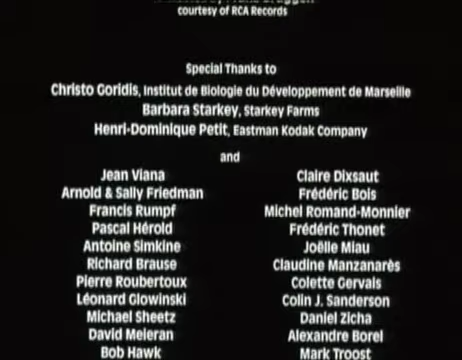 courtesy of RCA Records
Special Thanks to
Christo Goridis, Institut de Biologie du Développement de Marseille
Barbara Starkey, Starkey Farms
Henri-Dominique Petit, Eastman Kodak Company
and
Jean Viana
Claire Dixsaut
Arnold & Sally Friedman
Frédéric Bois
Francis Rumpf
Michel Romand-Monnier
Pascal Hérold
Frédéric Thonet
Antoine Simkine
Joëlle Miau
Richard Brause
Claudine Manzanarès
Pierre Roubertoux
Colette Gervais
Léonard Glowinski
Colin J. Sanderson
Michael Sheetz
Daniel Zicha
David Meieran
Alexandre Borel
Bob Hawk
Mark Troost